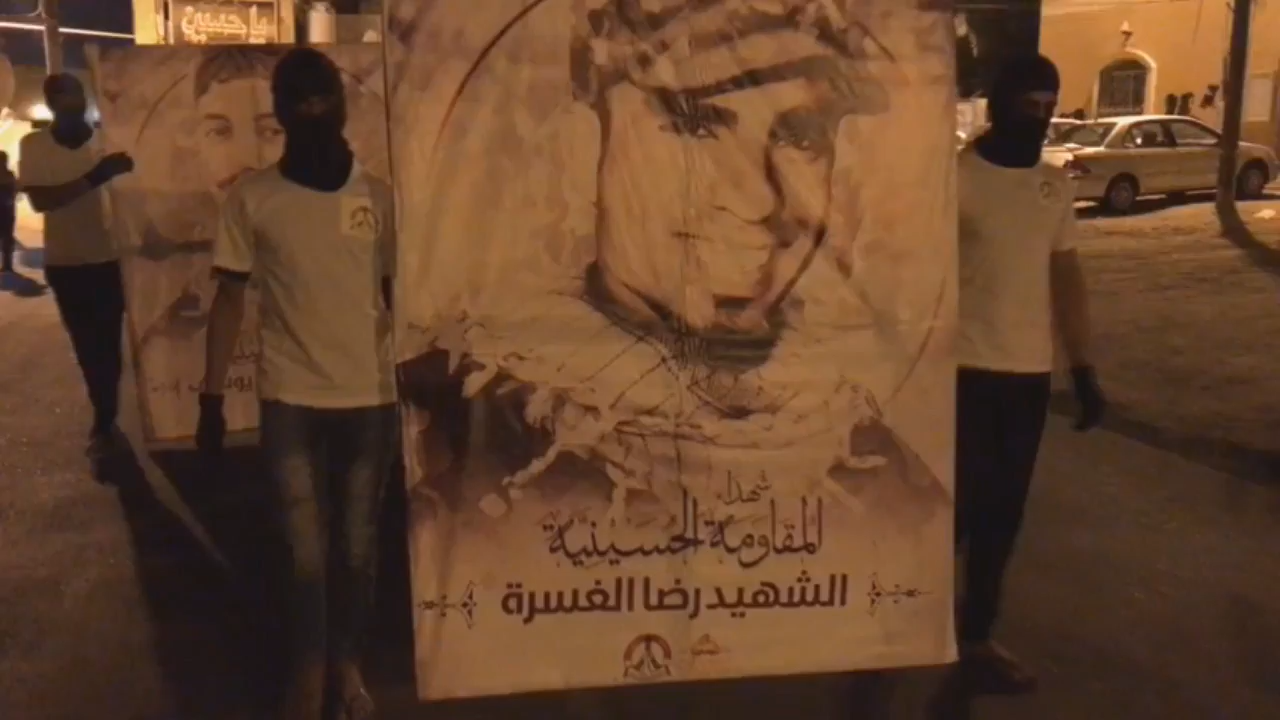 يا حسين
شهداء
المقاومة الحسينية
الشهيد رضا الغسرة